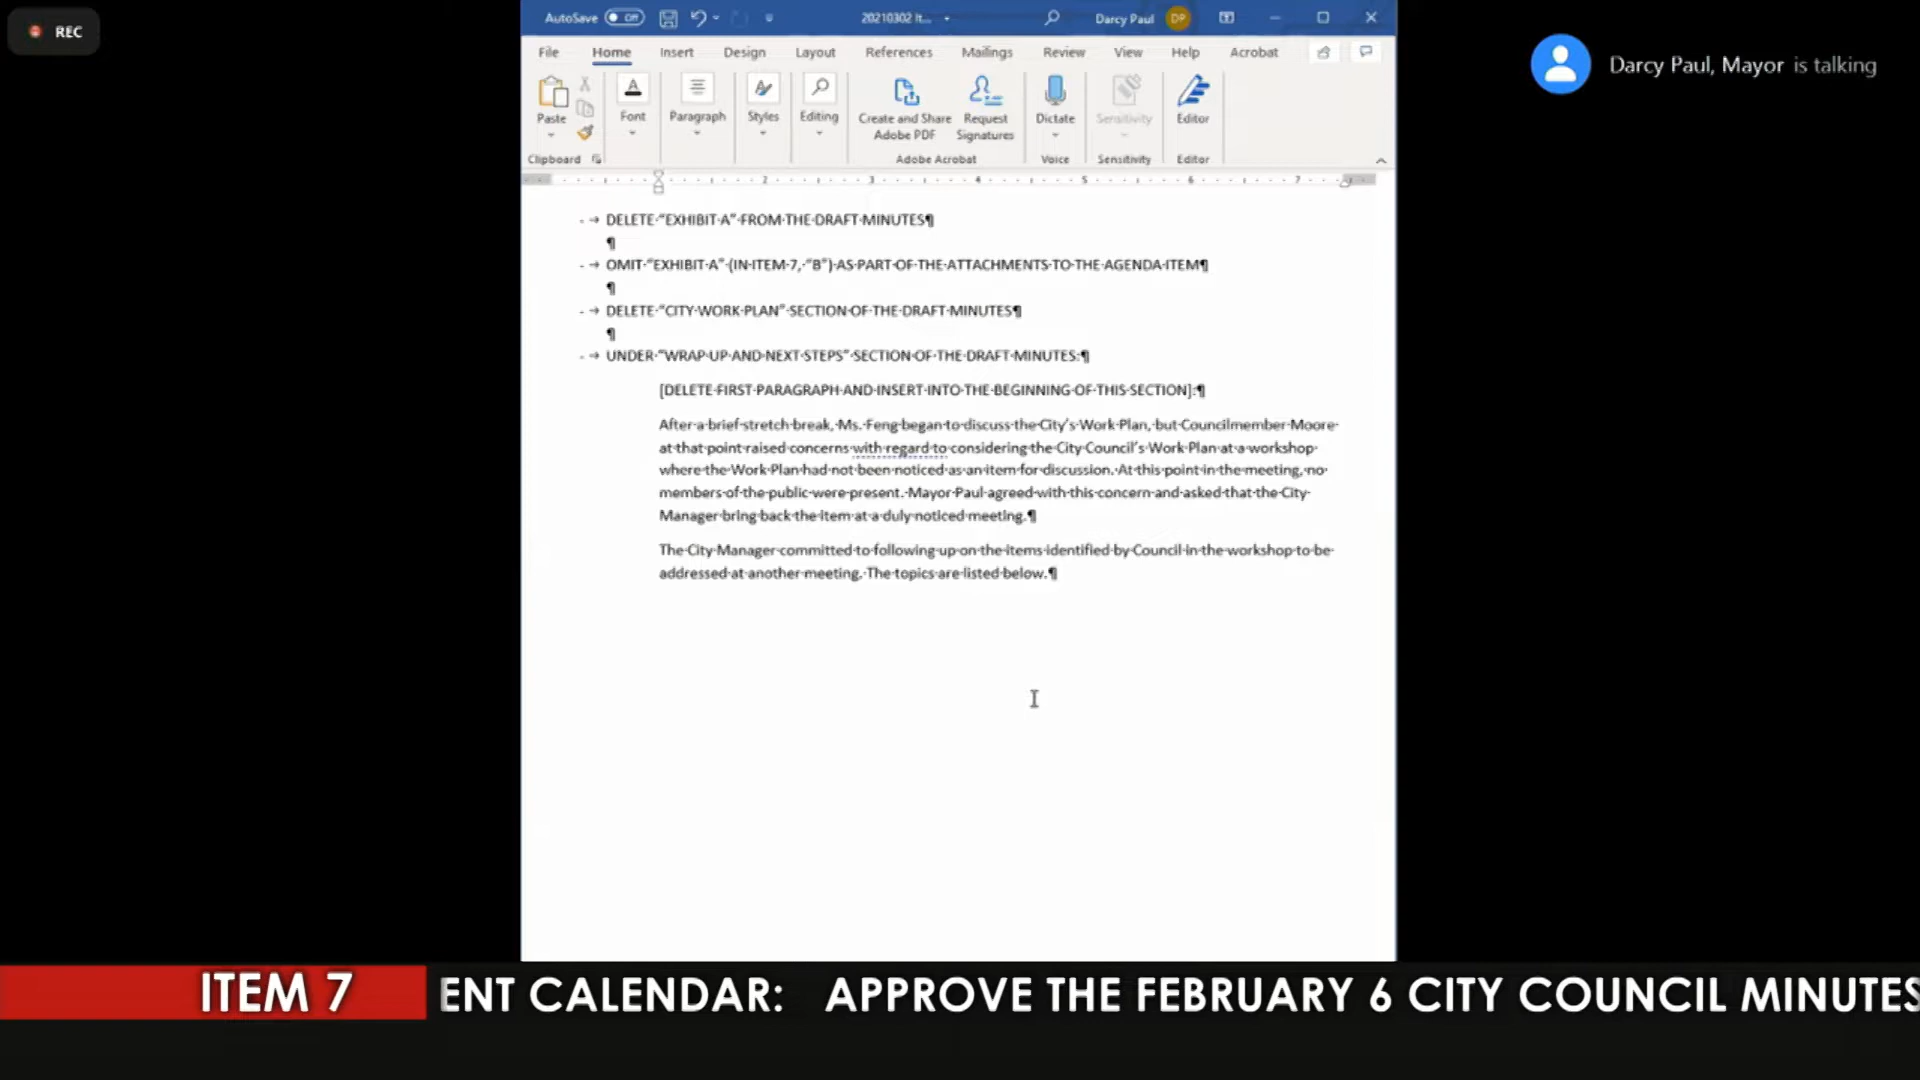 REC
AutoSave Off 20210302 It... Darcy Paul DP
File Home Insert Design Layout References Mailings Review View Help Acrobat
Paste Font Paragraph Styles Editing Create and Share Adobe PDF Request Signatures Dictate Sensitivity Editor
Clipboard Adobe Acrobat Voice Sensitivity Editor
2 3 4 5 6 7
Darcy Paul, Mayor is talking
- → DELETE·“EXHIBIT·A”·FROM·THE·DRAFT·MINUTES¶
¶
- → OMIT·“EXHIBIT·A”·(IN·ITEM·7,·“B”)·AS·PART·OF·THE·ATTACHMENTS·TO·THE·AGENDA·ITEM¶
¶
- → DELETE·“CITY·WORK·PLAN”·SECTION·OF·THE·DRAFT·MINUTES¶
¶
- → UNDER·“WRAP·UP·AND·NEXT·STEPS”·SECTION·OF·THE·DRAFT·MINUTES:¶
[DELETE·FIRST·PARAGRAPH·AND·INSERT·INTO·THE·BEGINNING·OF·THIS·SECTION]:¶
After·a·brief·stretch·break,·Ms.·Feng·began·to·discuss·the·City’s·Work·Plan,·but·Councilmember·Moore·
at·that·point·raised·concerns·with·regard·to·considering·the·City·Council’s·Work·Plan·at·a·workshop·
where·the·Work·Plan·had·not·been·noticed·as·an·item·for·discussion.·At·this·point·in·the·meeting,·no·
members·of·the·public·were·present.·Mayor·Paul·agreed·with·this·concern·and·asked·that·the·City·
Manager·bring·back·the·item·at·a·duly·noticed·meeting.¶
The·City·Manager·committed·to·following·up·on·the·items·identified·by·Council·in·the·workshop·to·be·
addressed·at·another·meeting.·The·topics·are·listed·below.¶
ITEM 7 ENT CALENDAR: APPROVE THE FEBRUARY 6 CITY COUNCIL MINUTES